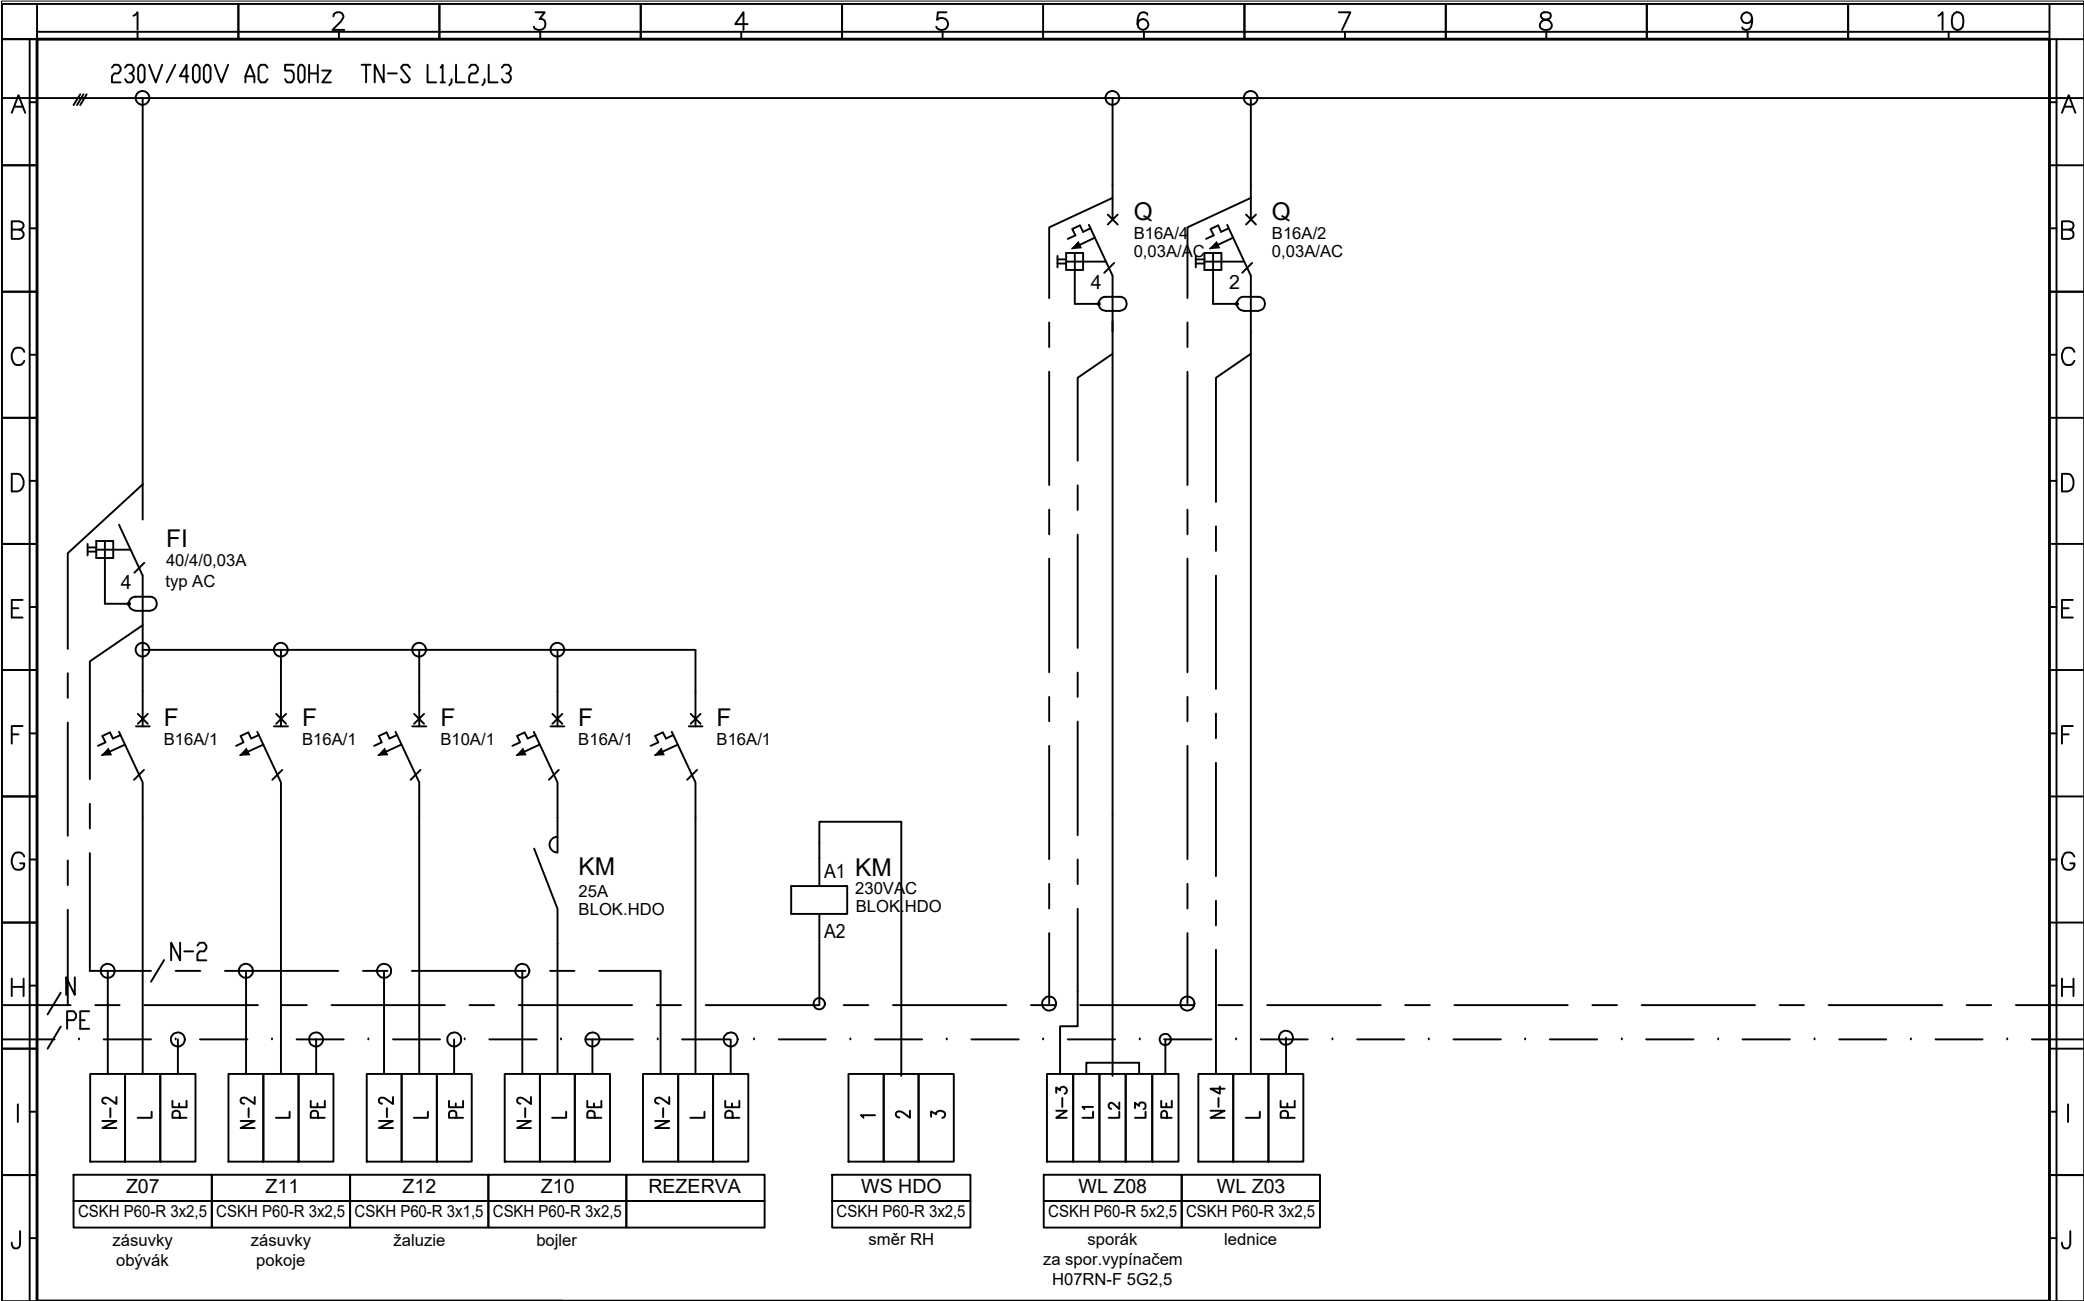 1 2 3 4 5 6 7 8 9 10
230V/400V AC 50Hz TN-S L1,L2,L3
A A
B B
C C
D D
E E
F F
G G
H H
I I
J J
Q
B16A/4
0,03A/AC
4
Q
B16A/2
0,03A/AC
2
FI
40/4/0,03A
typ AC
4
F
B16A/1
F
B16A/1
F
B10A/1
F
B16A/1
F
B16A/1
KM
25A
BLOK.HDO
A1 KM
230VAC
BLOK.HDO
A2
N-2
N
PE
N-2 L PE
N-2 L PE
N-2 L PE
N-2 L PE
N-2 L PE
1 2 3
N-3 L1 L2 L3 PE
N-4 L PE
Z07 Z11 Z12 Z10 REZERVA WS HDO WL Z08 WL Z03
CSKH P60-R 3x2,5 CSKH P60-R 3x2,5 CSKH P60-R 3x1,5 CSKH P60-R 3x2,5 CSKH P60-R 3x2,5 CSKH P60-R 5x2,5 CSKH P60-R 3x2,5
zásuvky
obývák
zásuvky
pokoje
žaluzie
bojler
směr RH
sporák
za spor.vypínačem
H07RN-F 5G2,5
lednice